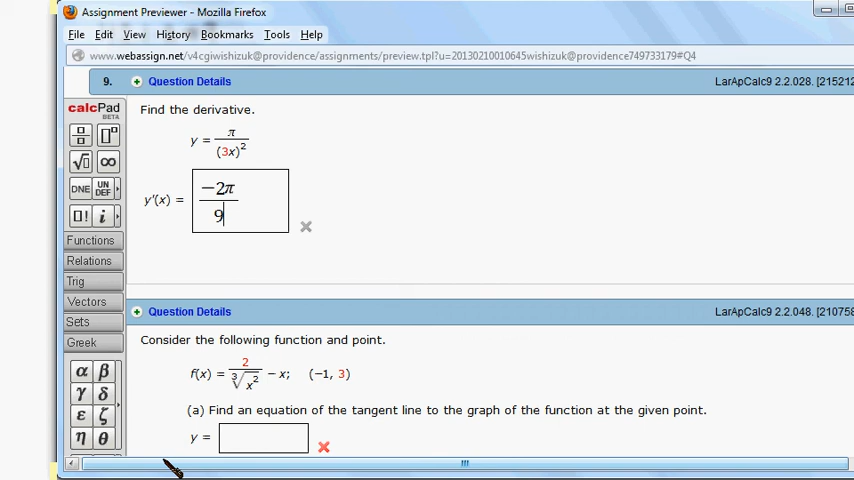 Assignment Previewer - Mozilla Firefox
File Edit View History Bookmarks Tools Help
www.webassign.net/v4cgiwishizuk@providence/assignments/preview.tpl?u=20130210010645wishizuk@providence749733179#Q4
9. + Question Details LarApCalc9 2.2.028. [215212
calcPad
BETA
Find the derivative.
y = π/(3x)²
y'(x) = −2π/9
DNE UNDEF
[]! i
Functions
Relations
Trig
Vectors
Sets
Greek
α β
γ δ
ε ζ
η θ
+ Question Details LarApCalc9 2.2.048. [210758
Consider the following function and point.
f(x) = 2/∛x² − x; (−1, 3)
(a) Find an equation of the tangent line to the graph of the function at the given point.
y =